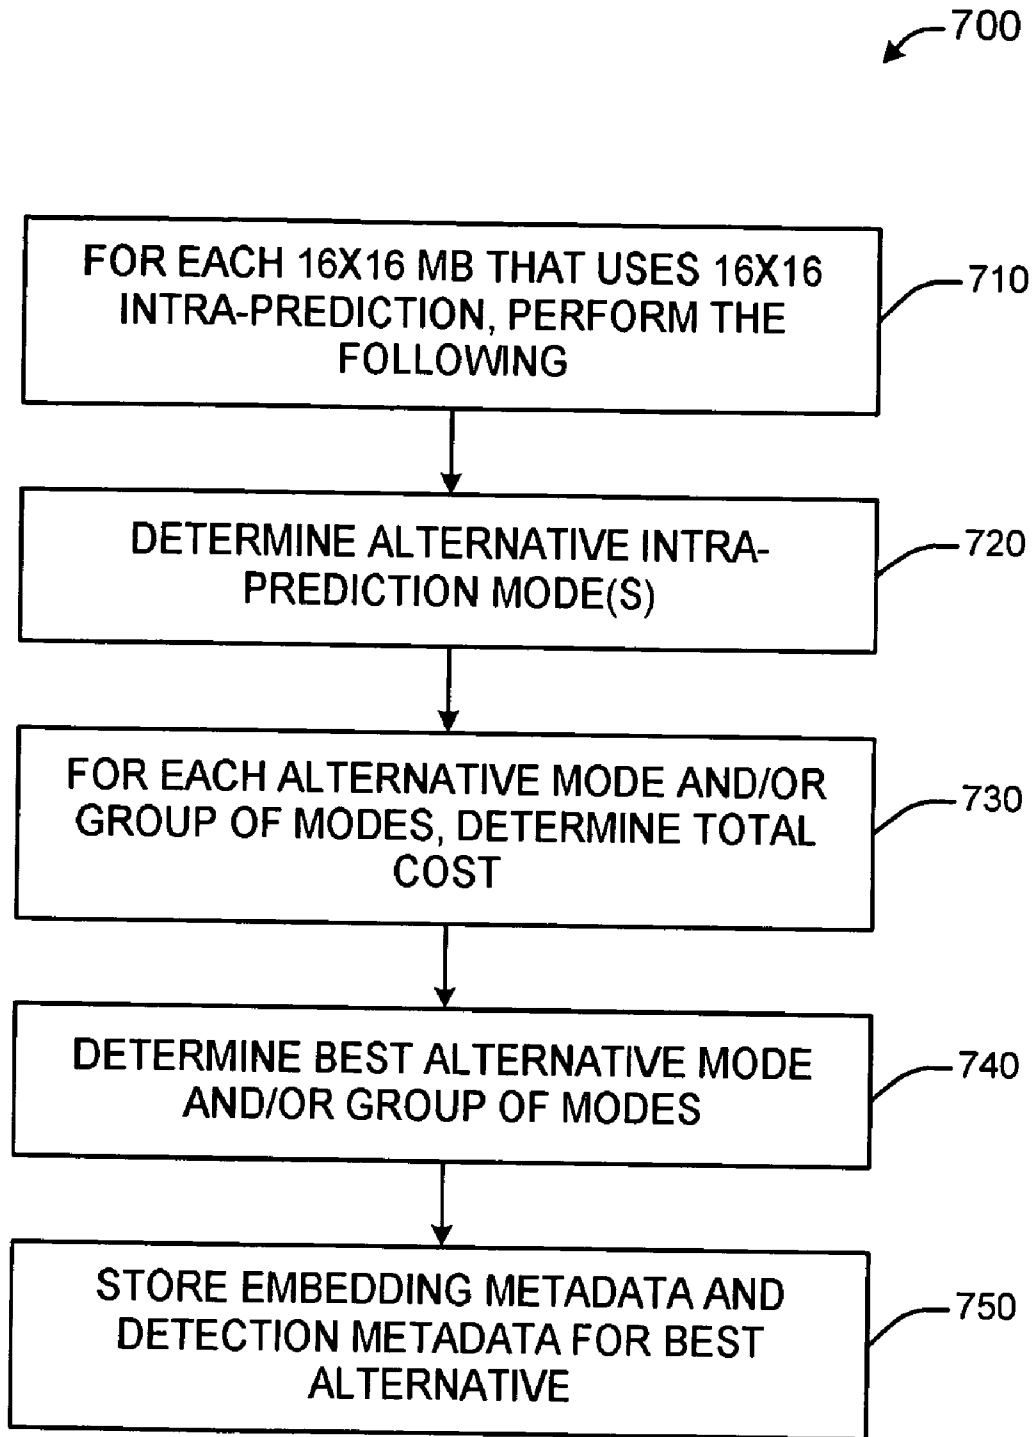 700
FOR EACH 16X16 MB THAT USES 16X16
INTRA-PREDICTION, PERFORM THE
FOLLOWING
710
DETERMINE ALTERNATIVE INTRA-
PREDICTION MODE(S)
720
FOR EACH ALTERNATIVE MODE AND/OR
GROUP OF MODES, DETERMINE TOTAL
COST
730
DETERMINE BEST ALTERNATIVE MODE
AND/OR GROUP OF MODES
740
STORE EMBEDDING METADATA AND
DETECTION METADATA FOR BEST
ALTERNATIVE
750